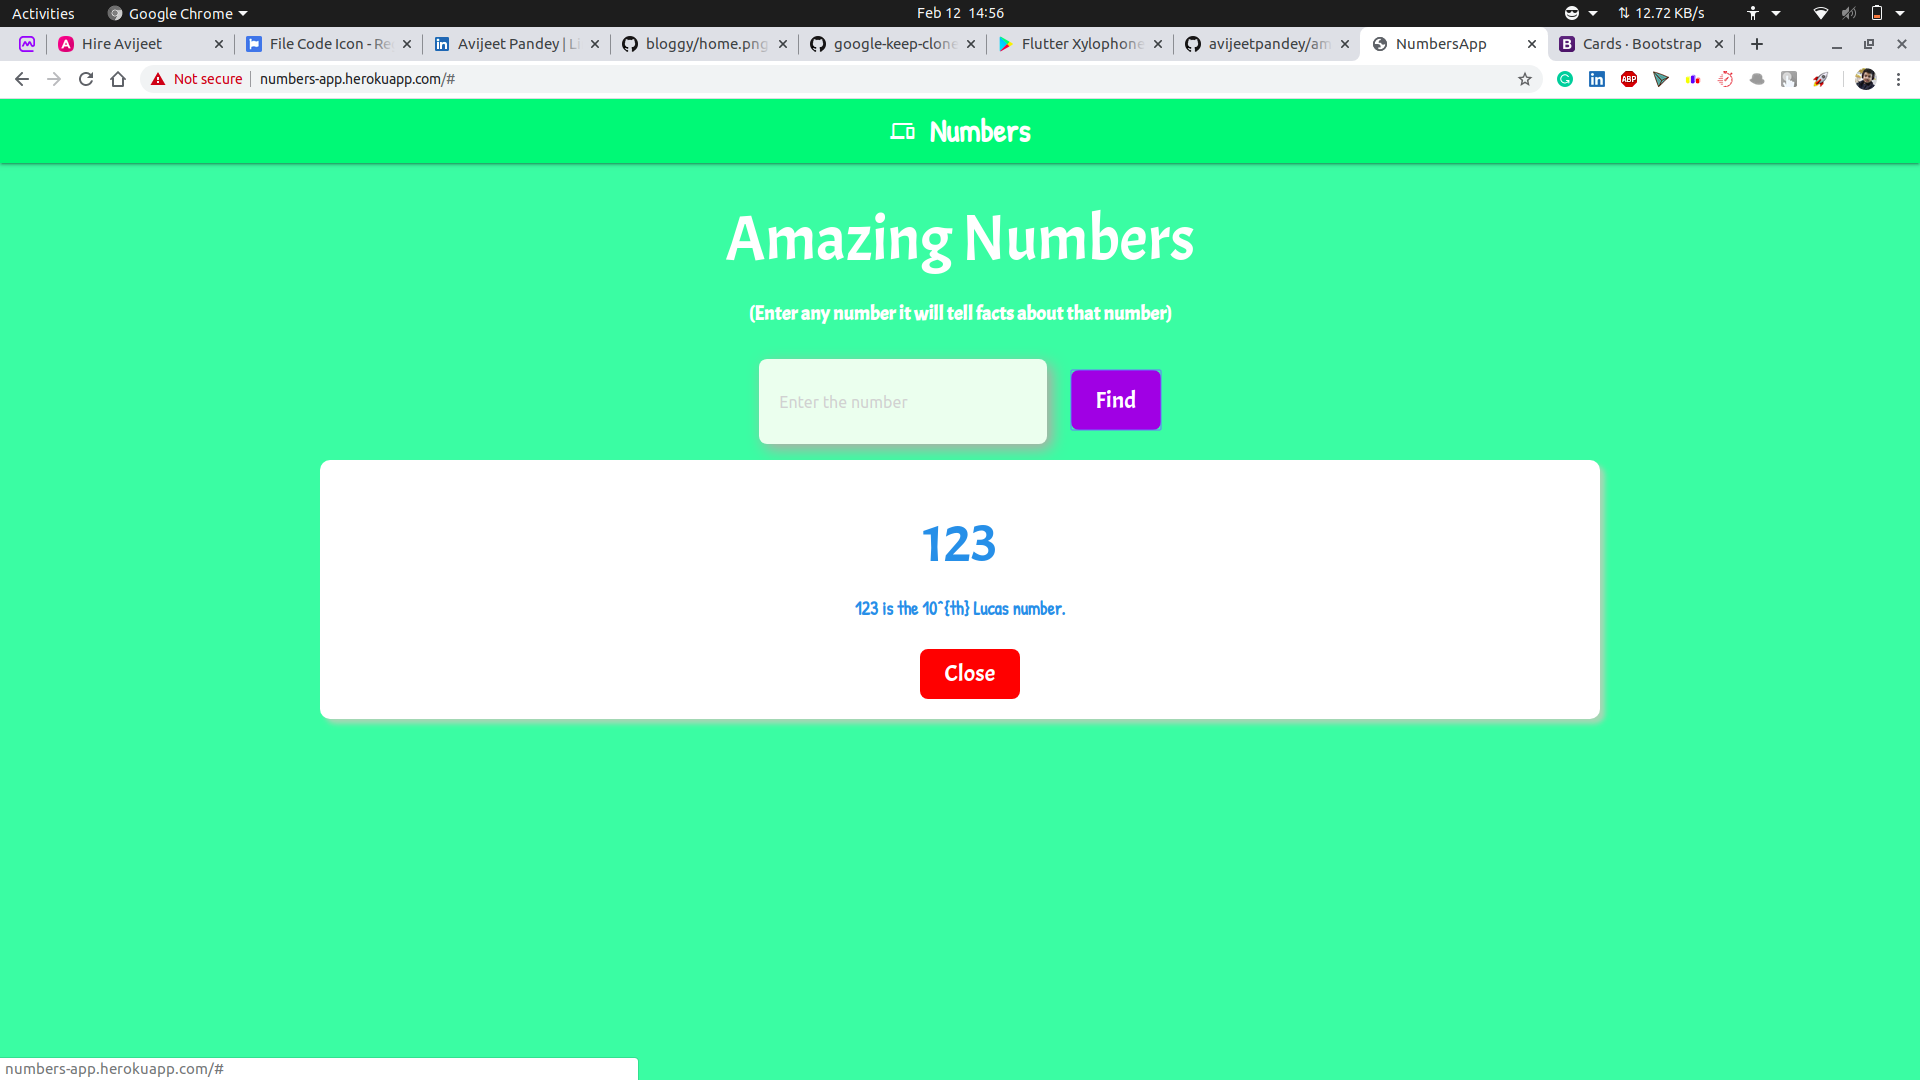 Activities Google Chrome Feb 12 14:56 12.72 KB/s
Hire Avijeet File Code Icon - Re Avijeet Pandey | Li bloggy/home.png google-keep-clone Flutter Xylophone avijeetpandey/am NumbersApp Cards · Bootstrap
Not secure numbers-app.herokuapp.com/#
Numbers
Amazing Numbers
(Enter any number it will tell facts about that number)
Enter the number
Find
123
123 is the 10^{th} Lucas number.
Close
numbers-app.herokuapp.com/#